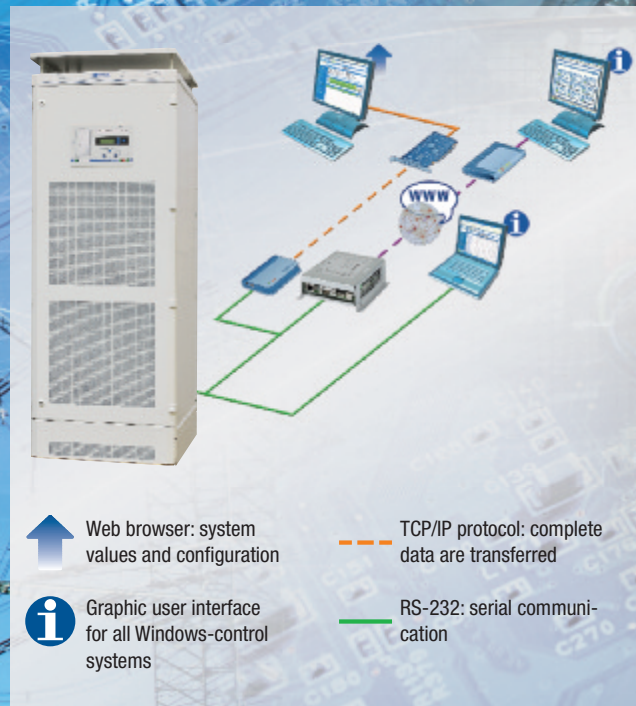 WWW
Web browser: system
values and configuration
TCP/IP protocol: complete
data are transferred
Graphic user interface
for all Windows-control
systems
RS-232: serial communi-
cation
C270